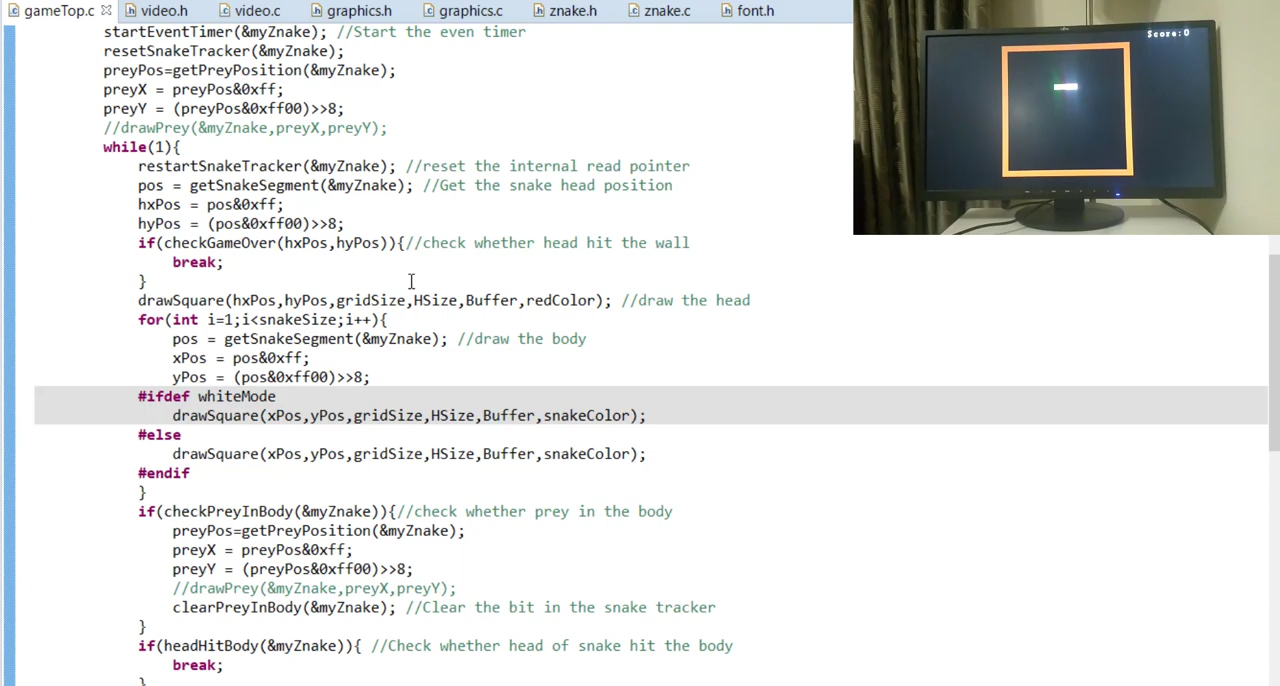 gameTop.c video.h video.c graphics.h graphics.c znake.h znake.c font.h
startEventTimer(&myZnake); //Start the even timer
resetSnakeTracker(&myZnake);
preyPos=getPreyPosition(&myZnake);
preyX = preyPos&0xff;
preyY = (preyPos&0xff00)>>8;
//drawPrey(&myZnake,preyX,preyY);
while(1){
restartSnakeTracker(&myZnake); //reset the internal read pointer
pos = getSnakeSegment(&myZnake); //Get the snake head position
hxPos = pos&0xff;
hyPos = (pos&0xff00)>>8;
if(checkGameOver(hxPos,hyPos)){//check whether head hit the wall
break;
}
drawSquare(hxPos,hyPos,gridSize,HSize,Buffer,redColor); //draw the head
for(int i=1;i<snakeSize;i++){
pos = getSnakeSegment(&myZnake); //draw the body
xPos = pos&0xff;
yPos = (pos&0xff00)>>8;
#ifdef whiteMode
drawSquare(xPos,yPos,gridSize,HSize,Buffer,snakeColor);
#else
drawSquare(xPos,yPos,gridSize,HSize,Buffer,snakeColor);
#endif
}
if(checkPreyInBody(&myZnake)){//check whether prey in the body
preyPos=getPreyPosition(&myZnake);
preyX = preyPos&0xff;
preyY = (preyPos&0xff00)>>8;
//drawPrey(&myZnake,preyX,preyY);
clearPreyInBody(&myZnake); //Clear the bit in the snake tracker
}
if(headHitBody(&myZnake)){ //Check whether head of snake hit the body
break;
}
Score:0